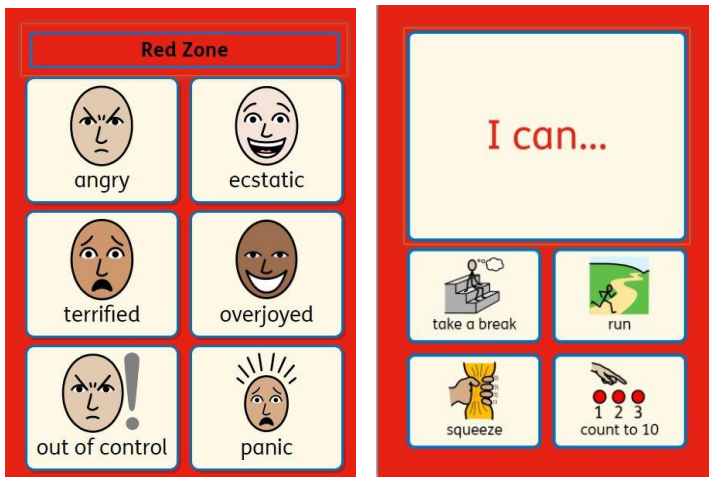 Red Zone
angry
ecstatic
terrified
overjoyed
out of control
panic
I can...
take a break
run
squeeze
1 2 3
count to 10